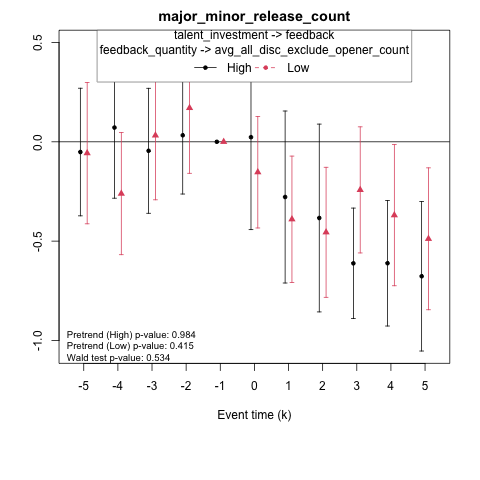 major_minor_release_count
talent_investment -> feedback
feedback_quantity -> avg_all_disc_exclude_opener_count
High Low
0.5
0.0
-0.5
-1.0
Pretrend (High) p-value: 0.984
Pretrend (Low) p-value: 0.415
Wald test p-value: 0.534
-5 -4 -3 -2 -1 0 1 2 3 4 5
Event time (k)